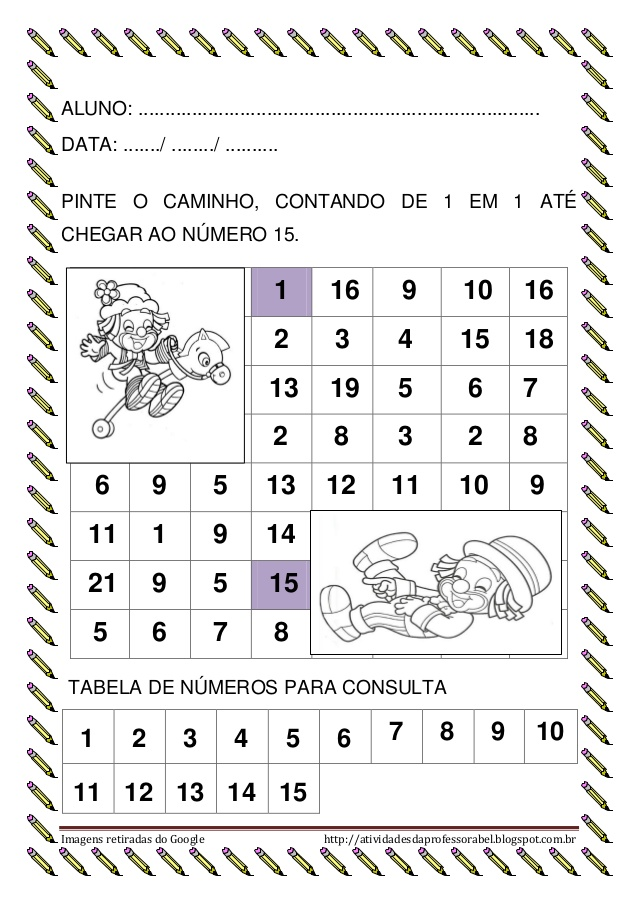 ALUNO: ...........................................................................
DATA: ......./ ......../ ..........
PINTE O CAMINHO, CONTANDO DE 1 EM 1 ATÉ
CHEGAR AO NÚMERO 15.
1 16 9 10 16
2 3 4 15 18
13 19 5 6 7
2 8 3 2 8
6 9 5 13 12 11 10 9
11 1 9 14
21 9 5 15
5 6 7 8
TABELA DE NÚMEROS PARA CONSULTA
1 2 3 4 5 6 7 8 9 10
11 12 13 14 15
Imagens retiradas do Google http://atividadesdaprofessorabel.blogspot.com.br